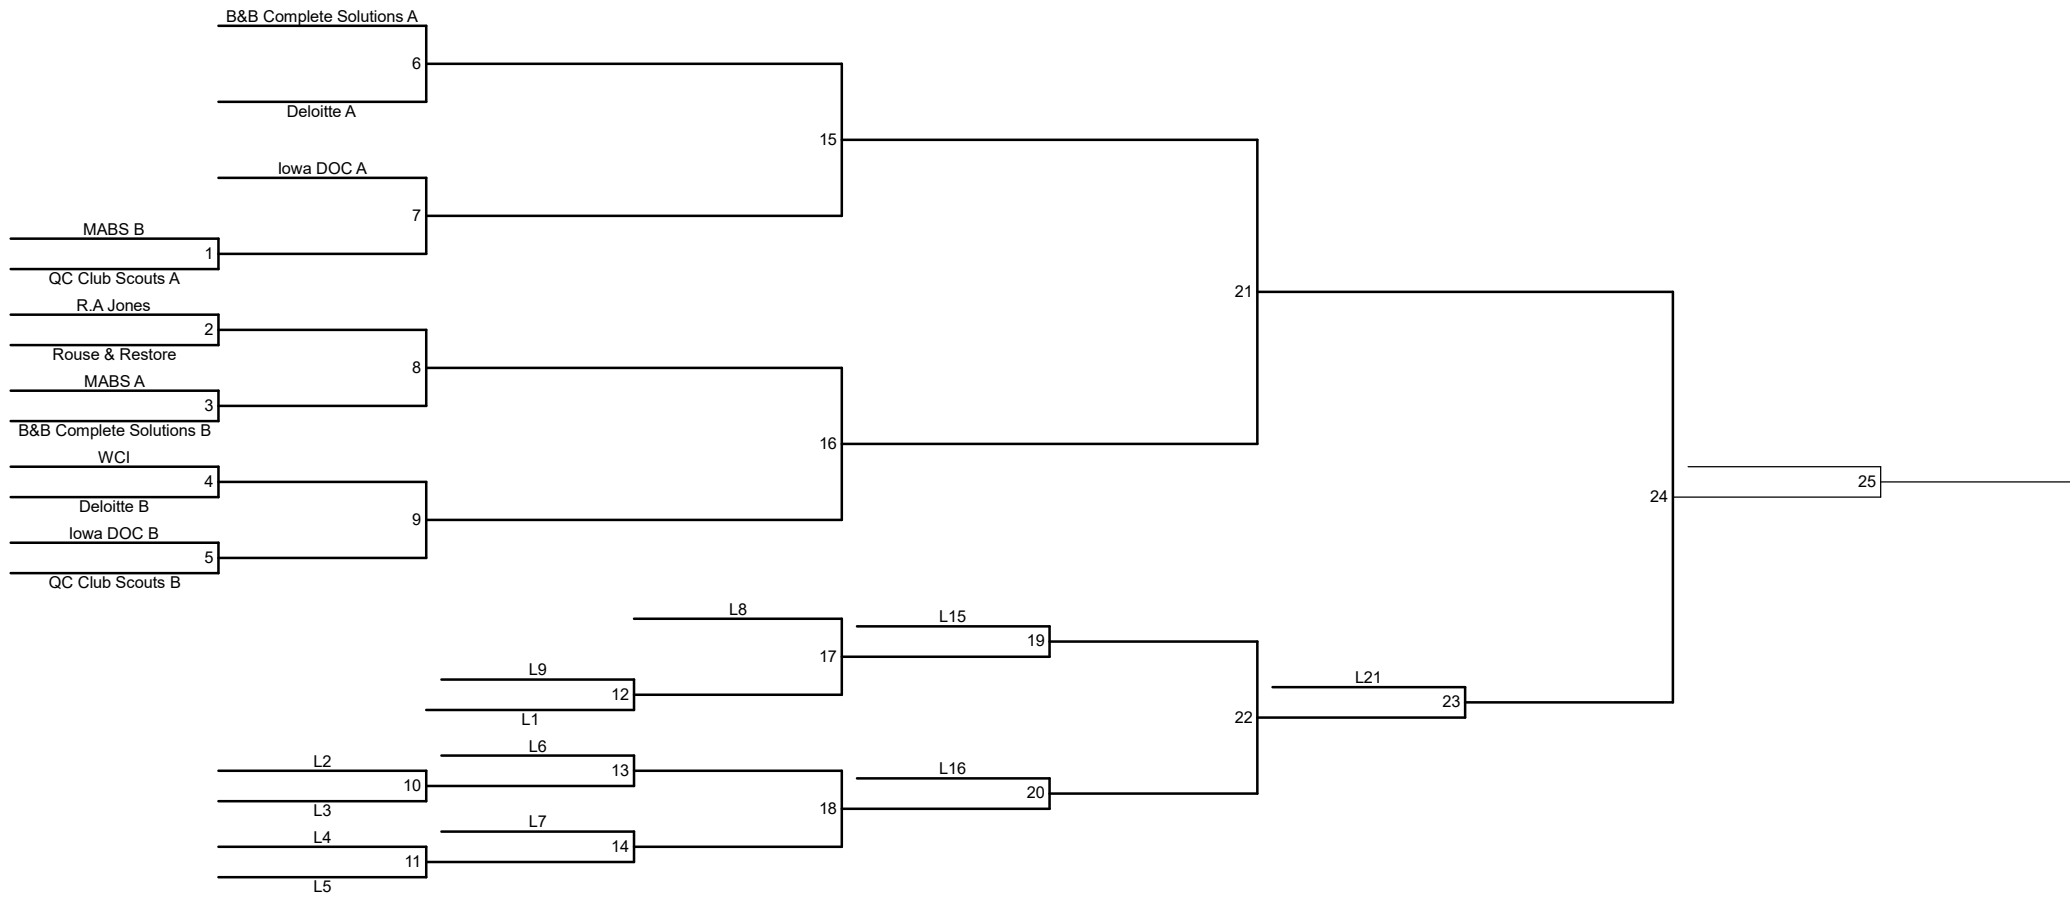 B&B Complete Solutions A
6
Deloitte A
15
Iowa DOC A
7
MABS B
1
QC Club Scouts A
21
R.A Jones
2
Rouse & Restore
8
MABS A
3
B&B Complete Solutions B
16
WCI
4
Deloitte B
9
Iowa DOC B
5
QC Club Scouts B
24
25
L8
L15
19
17
L9
12
L1
L21
23
22
L6
13
L2
10
L3
L16
20
18
L7
14
L4
11
L5